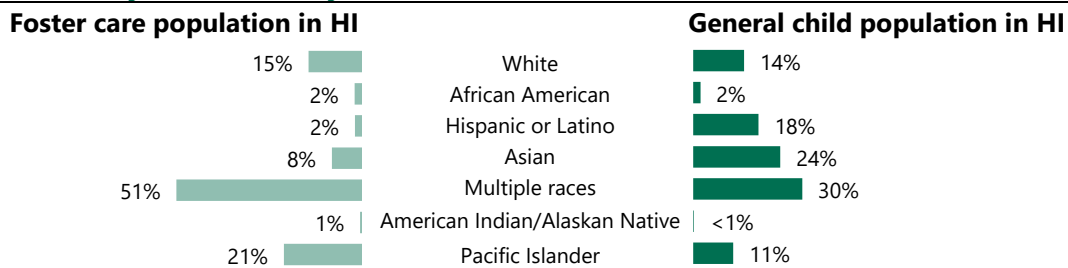 Foster care population in HI General child population in HI
15% White 14%
2% African American 2%
2% Hispanic or Latino 18%
8% Asian 24%
51% Multiple races 30%
1% American Indian/Alaskan Native <1%
21% Pacific Islander 11%